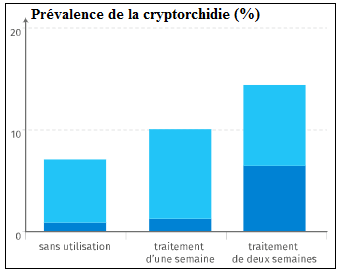 Prévalence de la cryptorchidie (%)
20
10
0
sans utilisation
traitement
d'une semaine
traitement
de deux semaines